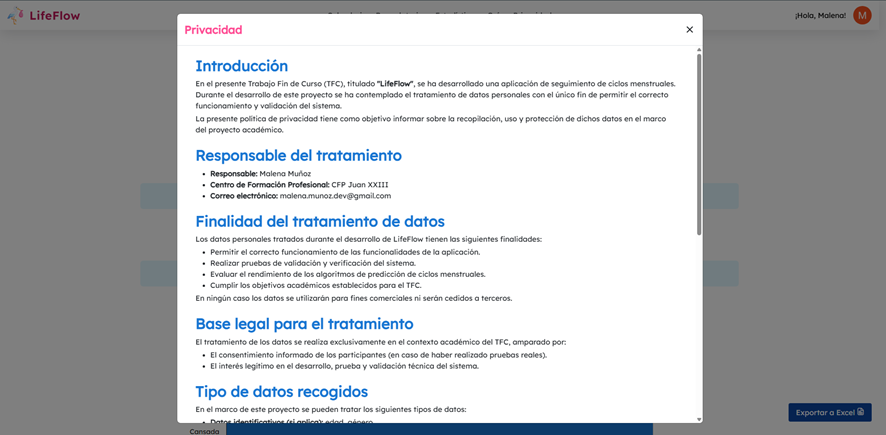 LifeFlow
¡Hola, Malena!
M
Privacidad
Introducción
En el presente Trabajo Fin de Curso (TFC), titulado "LifeFlow", se ha desarrollado una aplicación de seguimiento de ciclos menstruales.
Durante el desarrollo de este proyecto se ha contemplado el tratamiento de datos personales con el único fin de permitir el correcto
funcionamiento y validación del sistema.
La presente política de privacidad tiene como objetivo informar sobre la recopilación, uso y protección de dichos datos en el marco
del proyecto académico.
Responsable del tratamiento
• Responsable: Malena Muñoz
• Centro de Formación Profesional: CFP Juan XXIII
• Correo electrónico: malena.munoz.dev@gmail.com
Finalidad del tratamiento de datos
Los datos personales tratados durante el desarrollo de LifeFlow tienen las siguientes finalidades:
• Permitir el correcto funcionamiento de las funcionalidades de la aplicación.
• Realizar pruebas de validación y verificación del sistema.
• Evaluar el rendimiento de los algoritmos de predicción de ciclos menstruales.
• Cumplir los objetivos académicos establecidos para el TFC.
En ningún caso los datos se utilizarán para fines comerciales ni serán cedidos a terceros.
Base legal para el tratamiento
El tratamiento de los datos se realiza exclusivamente en el contexto académico del TFC, amparado por:
• El consentimiento informado de los participantes (en caso de haber realizado pruebas reales).
• El interés legítimo en el desarrollo, prueba y validación técnica del sistema.
Tipo de datos recogidos
En el marco de este proyecto se pueden tratar los siguientes tipos de datos:
• Datos identificativos (si aplica): edad, género
Exportar a Excel
Cansada